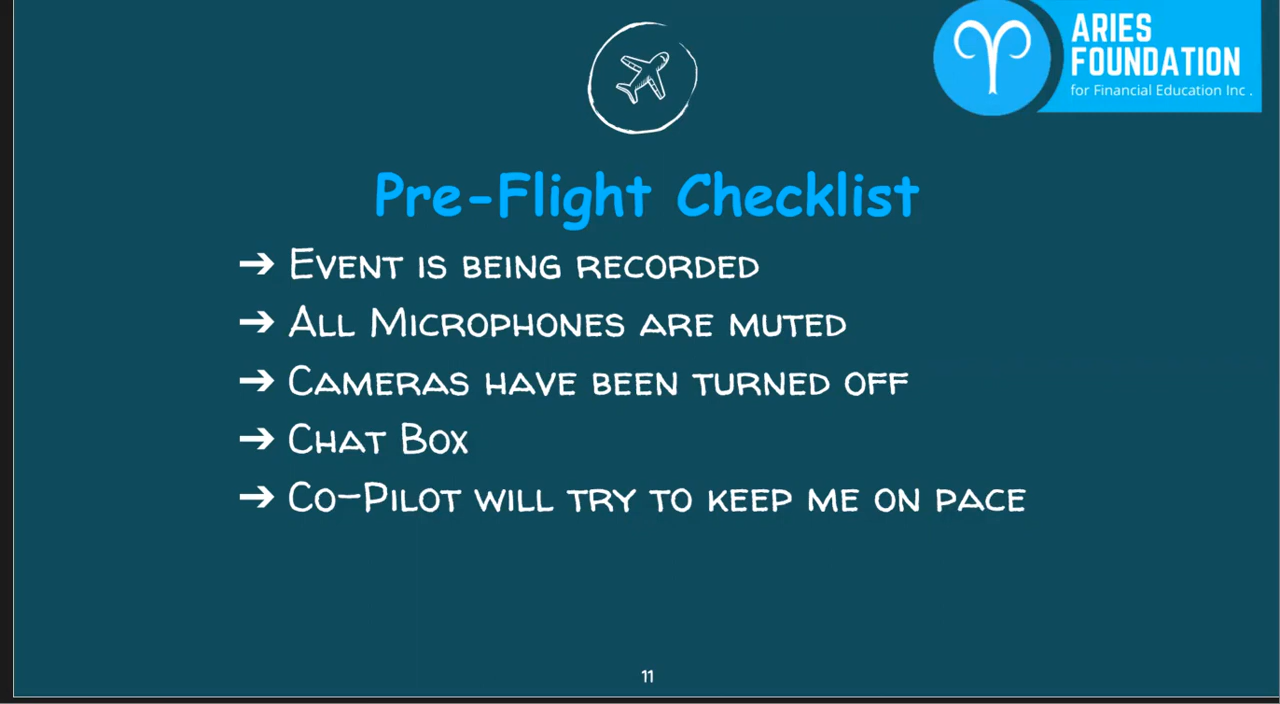 ARIES
FOUNDATION
for Financial Education Inc .
Pre-Flight Checklist
➔ Event is being recorded
➔ All Microphones are muted
➔ Cameras have been turned off
➔ Chat Box
➔ Co-Pilot will try to keep me on pace
11